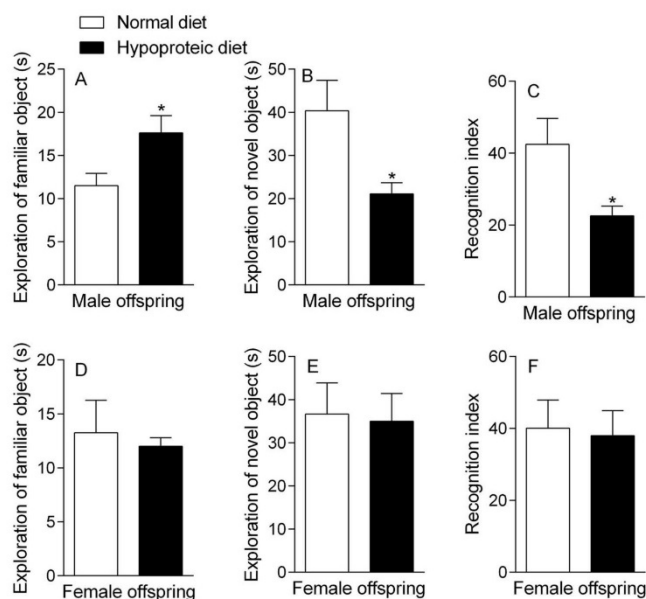 Normal diet
Hypoproteic diet
A
Exploration of familiar object (s)
25
20
15
10
5
0
*
Male offspring
B
Exploration of novel object (s)
50
40
30
20
10
0
*
Male offspring
C
Recognition index
60
40
20
0
*
Male offspring
D
Exploration of familiar object (s)
20
15
10
5
0
Female offspring
E
Exploration of novel object (s)
50
40
30
20
10
0
Female offspring
F
Recognition index
60
40
20
0
Female offspring